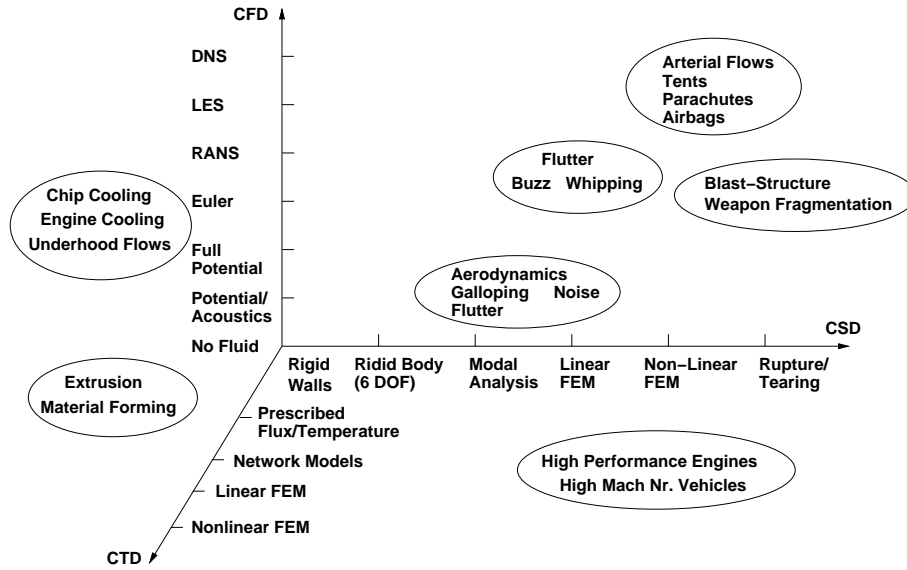 CFD
DNS
LES
RANS
Euler
Full
Potential
Potential/
Acoustics
No Fluid
Arterial Flows
Tents
Parachutes
Airbags
Flutter
Buzz Whipping
Blast-Structure
Weapon Fragmentation
Chip Cooling
Engine Cooling
Underhood Flows
Aerodynamics
Galloping Noise
Flutter
CSD
Rigid
Walls
Ridid Body
(6 DOF)
Modal
Analysis
Linear
FEM
Non-Linear
FEM
Rupture/
Tearing
Extrusion
Material Forming
Prescribed
Flux/Temperature
Network Models
Linear FEM
Nonlinear FEM
CTD
High Performance Engines
High Mach Nr. Vehicles